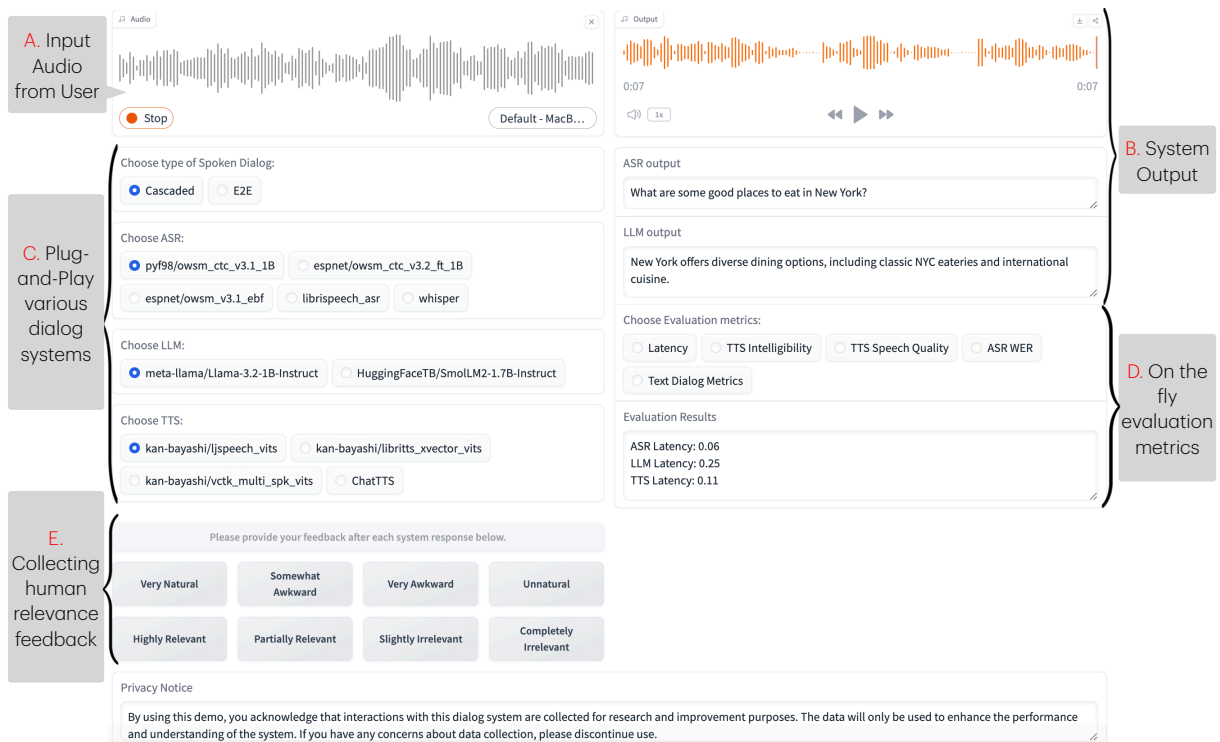 A. Input
Audio
from User
Audio
Stop
Default - MacB...
Output
0:07
0:07
1x
B. System
Output
C. Plug-
and-Play
various
dialog
systems
Choose type of Spoken Dialog:
Cascaded
E2E
Choose ASR:
pyf98/owsm_ctc_v3.1_1B
espnet/owsm_ctc_v3.2_ft_1B
espnet/owsm_v3.1_ebf
librispeech_asr
whisper
Choose LLM:
meta-llama/Llama-3.2-1B-Instruct
HuggingFaceTB/SmolLM2-1.7B-Instruct
Choose TTS:
kan-bayashi/ljspeech_vits
kan-bayashi/libritts_xvector_vits
kan-bayashi/vctk_multi_spk_vits
ChatTTS
ASR output
What are some good places to eat in New York?
LLM output
New York offers diverse dining options, including classic NYC eateries and international
cuisine.
Choose Evaluation metrics:
Latency
TTS Intelligibility
TTS Speech Quality
ASR WER
Text Dialog Metrics
Evaluation Results
ASR Latency: 0.06
LLM Latency: 0.25
TTS Latency: 0.11
D. On the
fly
evaluation
metrics
E.
Collecting
human
relevance
feedback
Please provide your feedback after each system response below.
Very Natural
Somewhat
Awkward
Very Awkward
Unnatural
Highly Relevant
Partially Relevant
Slightly Irrelevant
Completely
Irrelevant
Privacy Notice
By using this demo, you acknowledge that interactions with this dialog system are collected for research and improvement purposes. The data will only be used to enhance the performance
and understanding of the system. If you have any concerns about data collection, please discontinue use.